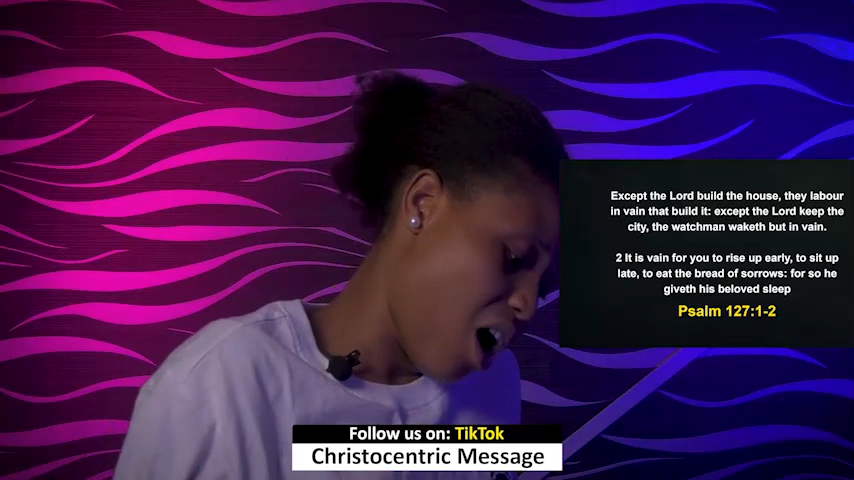 Except the Lord build the house, they labour
in vain that build it: except the Lord keep the
city, the watchman waketh but in vain.
2 It is vain for you to rise up early, to sit up
late, to eat the bread of sorrows: for so he
giveth his beloved sleep
Psalm 127:1-2
Follow us on: TikTok
Christocentric Message